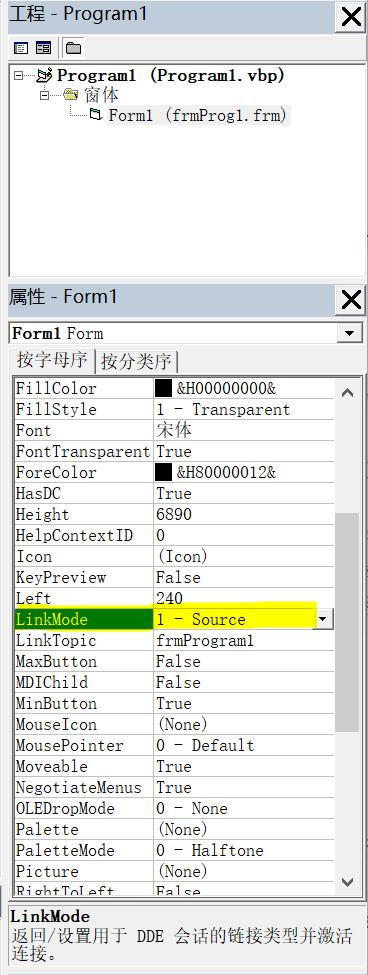 工程 - Program1
Program1 (Program1.vbp)
窗体
Form1 (frmProg1.frm)
属性 - Form1
Form1 Form
按字母序 按分类序
FillColor &H00000000&
FillStyle 1 - Transparent
Font 宋体
FontTransparent True
ForeColor &H80000012&
HasDC True
Height 6890
HelpContextID 0
Icon (Icon)
KeyPreview False
Left 240
LinkMode 1 - Source
LinkTopic frmProgram1
MaxButton False
MDIChild False
MinButton True
MouseIcon (None)
MousePointer 0 - Default
Moveable True
NegotiateMenus True
OLEDropMode 0 - None
Palette (None)
PaletteMode 0 - Halftone
Picture (None)
RightToLeft False
LinkMode
返回/设置用于 DDE 会话的链接类型并激活
连接。